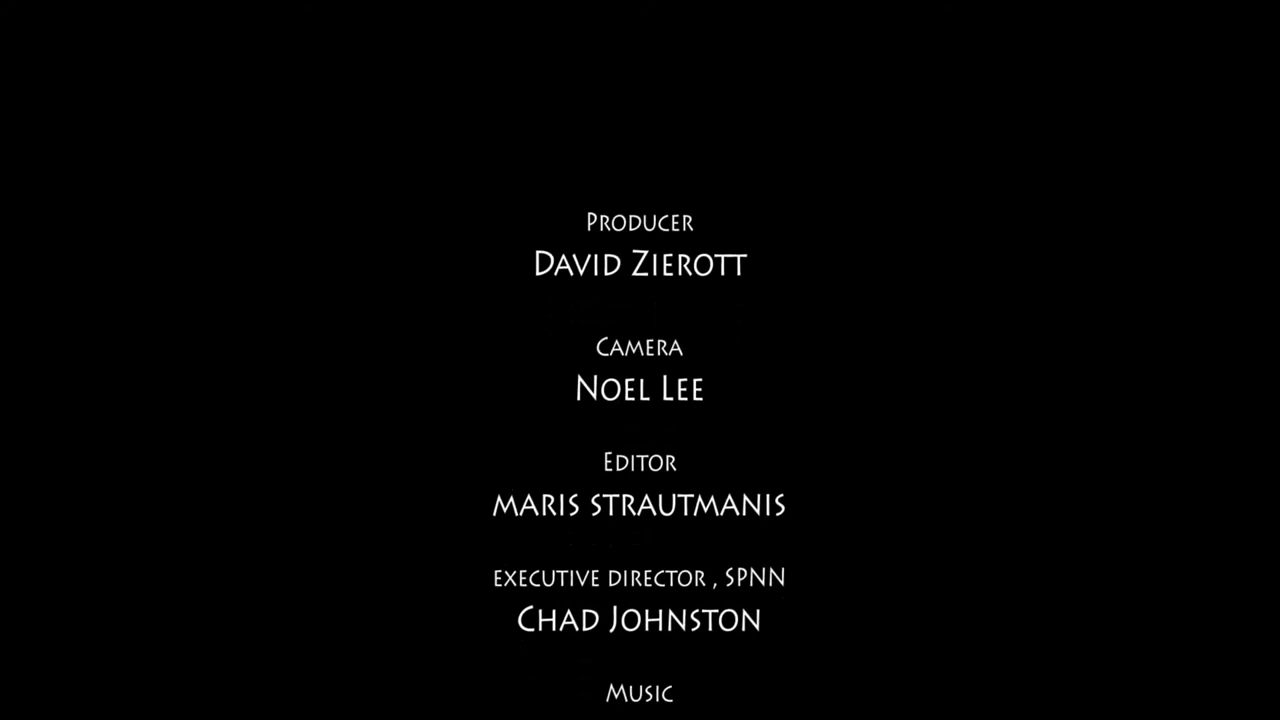 Producer
David Zierott
Camera
Noel Lee
Editor
MARIS STRAUTMANIS
EXECUTIVE DIRECTOR , SPNN
Chad Johnston
Music